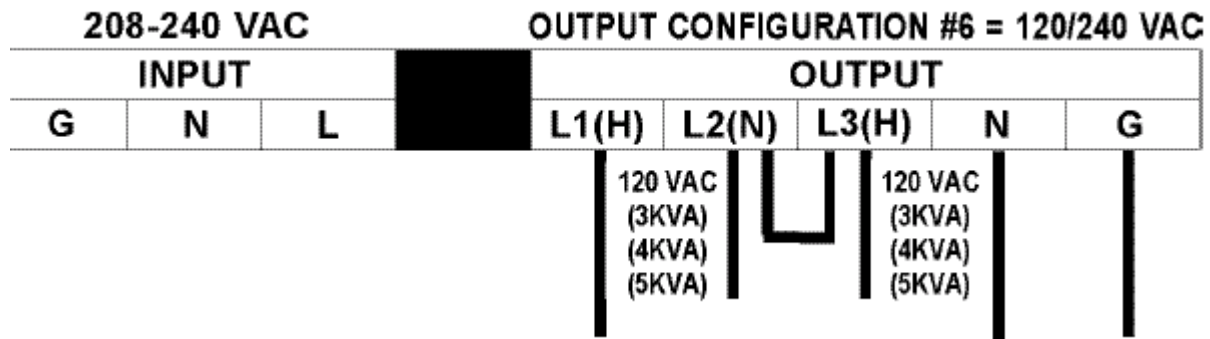 208-240 VAC OUTPUT CONFIGURATION #6 = 120/240 VAC
INPUT OUTPUT
G N L L1(H) L2(N) L3(H) N G
120 VAC 120 VAC
(3KVA) (3KVA)
(4KVA) (4KVA)
(5KVA) (5KVA)